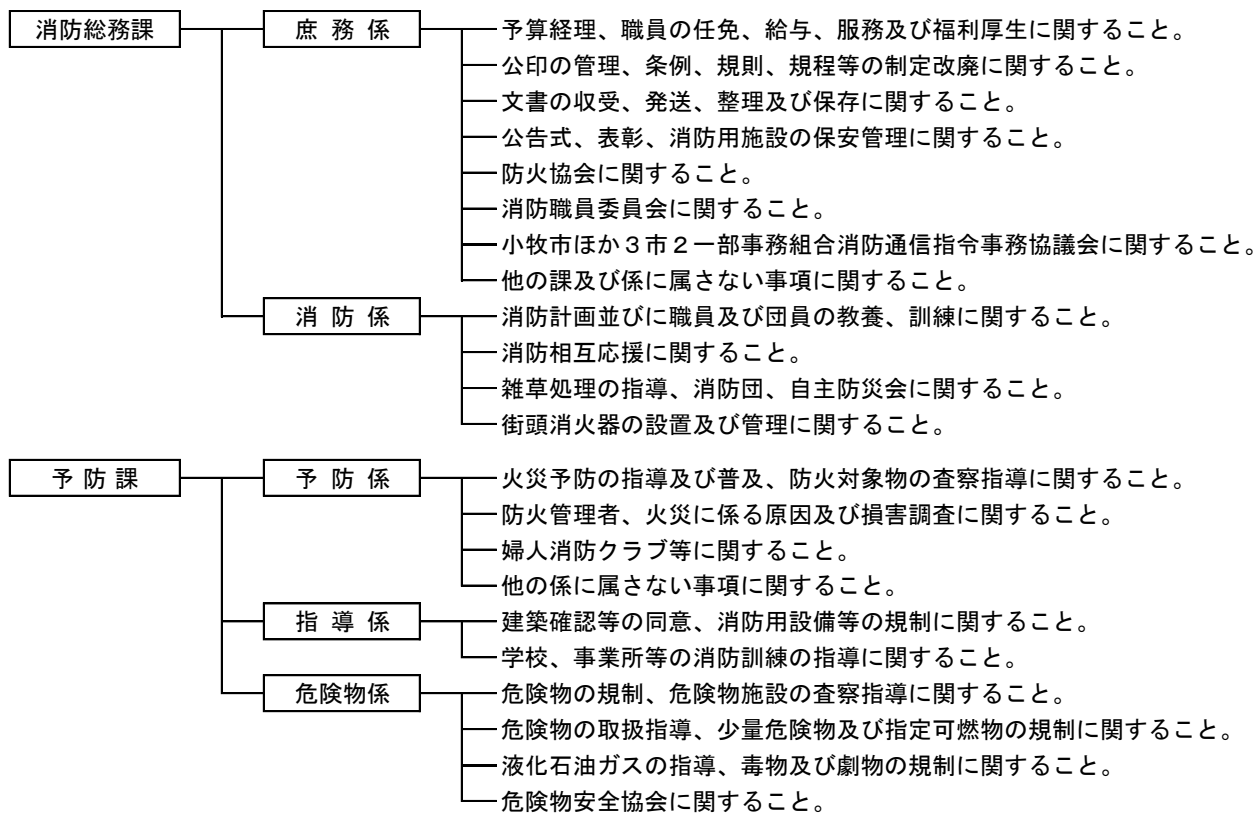 消防総務課 庶務係 予算経理、職員の任免、給与、服務及び福利厚生に関すること。
公印の管理、条例、規則、規程等の制定改廃に関すること。
文書の収受、発送、整理及び保存に関すること。
公告式、表彰、消防用施設の保安管理に関すること。
防火協会に関すること。
消防職員委員会に関すること。
小牧市ほか３市２一部事務組合消防通信指令事務協議会に関すること。
他の課及び係に属さない事項に関すること。
消防係 消防計画並びに職員及び団員の教養、訓練に関すること。
消防相互応援に関すること。
雑草処理の指導、消防団、自主防災会に関すること。
街頭消火器の設置及び管理に関すること。
予防課 予防係 火災予防の指導及び普及、防火対象物の査察指導に関すること。
防火管理者、火災に係る原因及び損害調査に関すること。
婦人消防クラブ等に関すること。
他の係に属さない事項に関すること。
指導係 建築確認等の同意、消防用設備等の規制に関すること。
学校、事業所等の消防訓練の指導に関すること。
危険物係 危険物の規制、危険物施設の査察指導に関すること。
危険物の取扱指導、少量危険物及び指定可燃物の規制に関すること。
液化石油ガスの指導、毒物及び劇物の規制に関すること。
危険物安全協会に関すること。